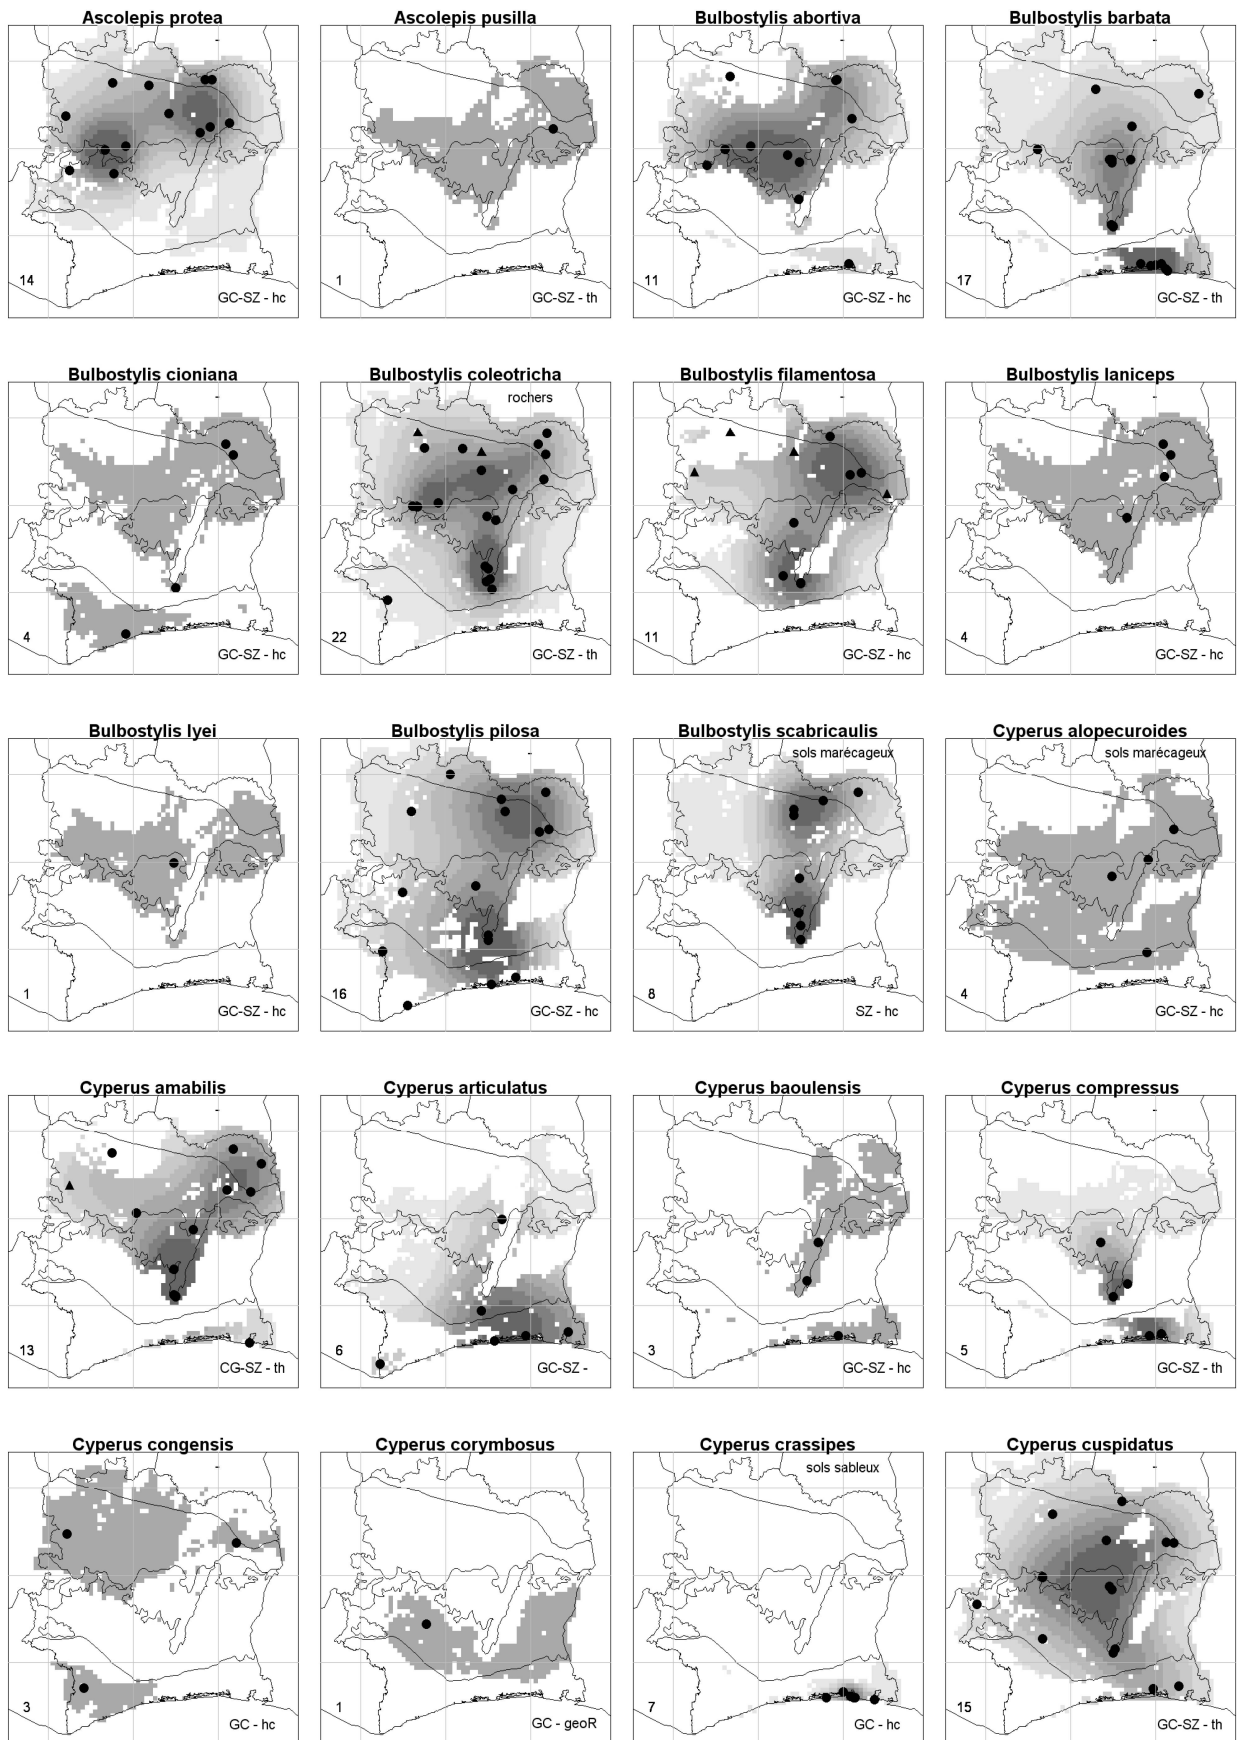 Ascolepis protea
14
GC-SZ - hc
Ascolepis pusilla
1
GC-SZ - th
Bulbostylis abortiva
11
GC-SZ - hc
Bulbostylis barbata
17
GC-SZ - th
Bulbostylis cioniana
4
GC-SZ - hc
Bulbostylis coleotricha
rochers
22
GC-SZ - th
Bulbostylis filamentosa
11
GC-SZ - hc
Bulbostylis laniceps
4
GC-SZ - hc
Bulbostylis lyei
1
GC-SZ - hc
Bulbostylis pilosa
16
GC-SZ - hc
Bulbostylis scabricaulis
sols marécageux
8
SZ - hc
Cyperus alopecuroides
sols marécageux
4
GC-SZ - hc
Cyperus amabilis
13
CG-SZ - th
Cyperus articulatus
6
GC-SZ -
Cyperus baoulensis
3
GC-SZ - hc
Cyperus compressus
5
GC-SZ - th
Cyperus congensis
3
GC - hc
Cyperus corymbosus
1
GC - geoR
Cyperus crassipes
sols sableux
7
GC - hc
Cyperus cuspidatus
15
GC-SZ - th